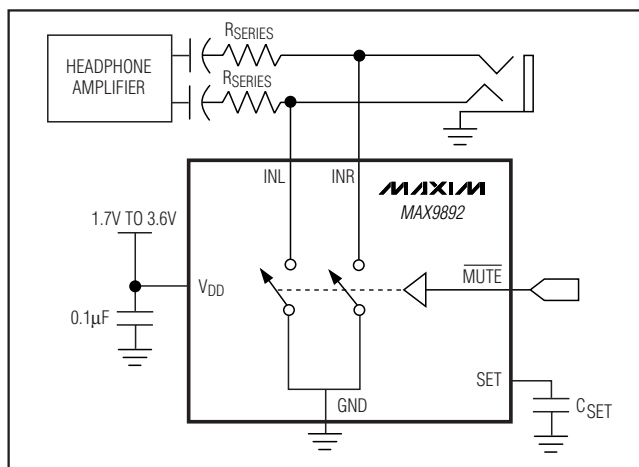 RSERIES
HEADPHONE
AMPLIFIER
RSERIES
INL
INR
MAXIM
MAX9892
1.7V TO 3.6V
VDD
MUTE
0.1µF
SET
GND
CSET